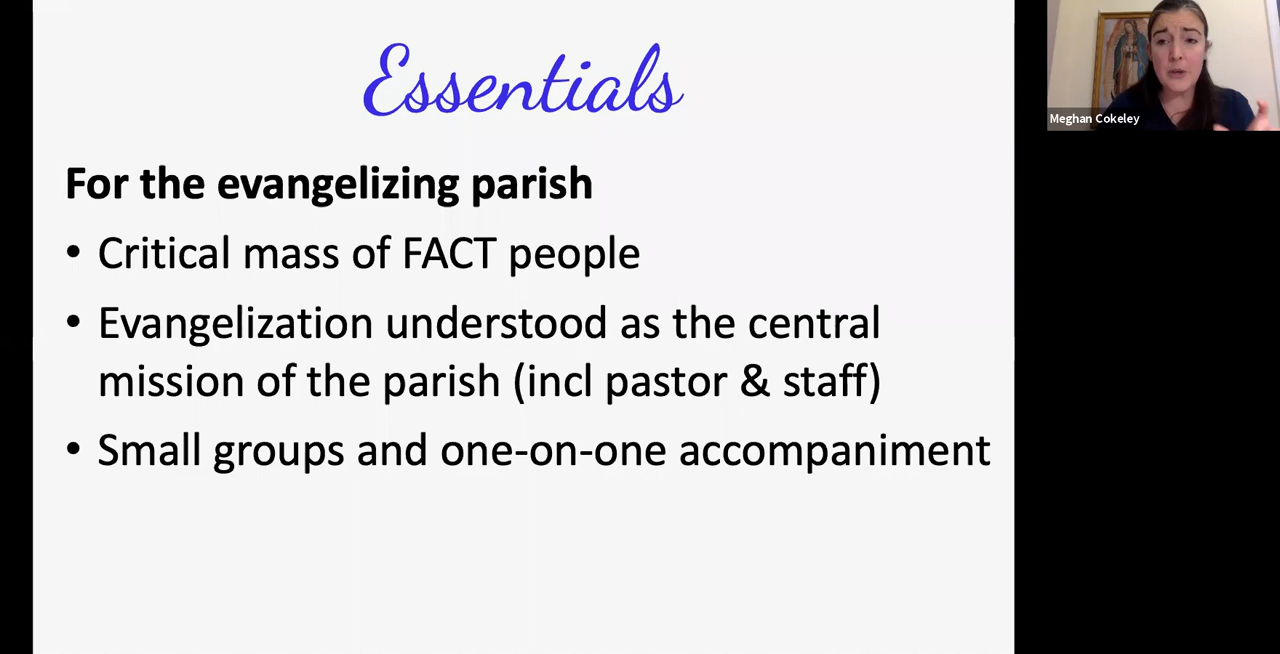 Essentials
For the evangelizing parish
• Critical mass of FACT people
• Evangelization understood as the central
mission of the parish (incl pastor & staff)
• Small groups and one-on-one accompaniment
Meghan Cokeley